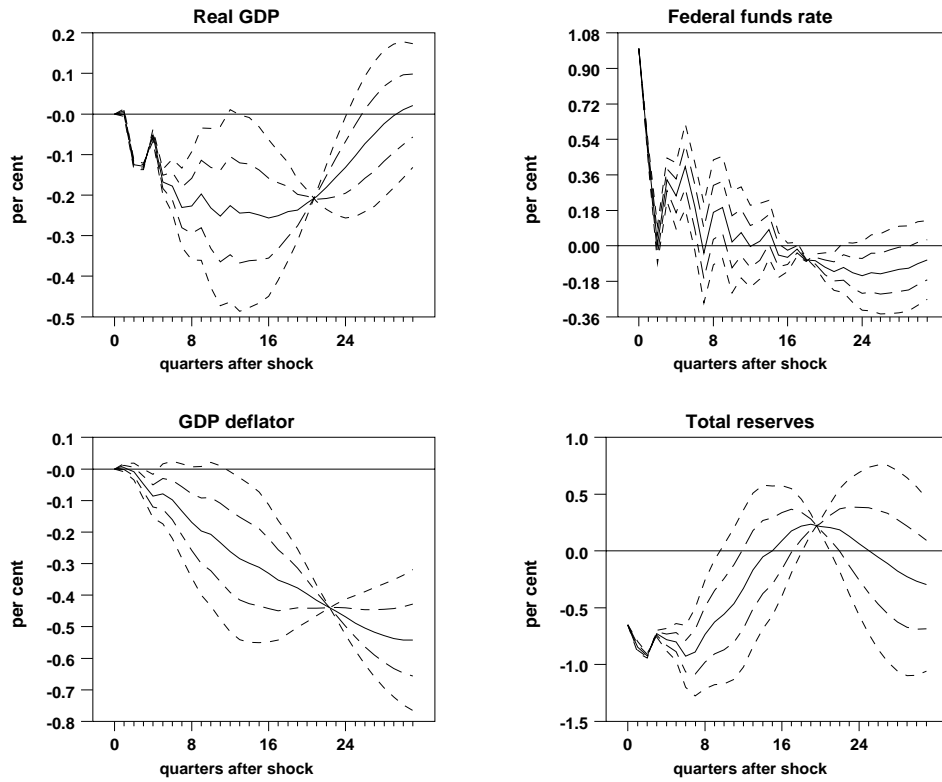 Real GDP
0.2
0.1
-0.0
-0.1
-0.2
-0.3
-0.4
-0.5
per cent
0 8 16 24
quarters after shock
Federal funds rate
1.08
0.90
0.72
0.54
0.36
0.18
0.00
-0.18
-0.36
per cent
0 8 16 24
quarters after shock
GDP deflator
0.1
-0.0
-0.1
-0.2
-0.3
-0.4
-0.5
-0.6
-0.7
-0.8
per cent
0 8 16 24
quarters after shock
Total reserves
1.0
0.5
0.0
-0.5
-1.0
-1.5
per cent
0 8 16 24
quarters after shock